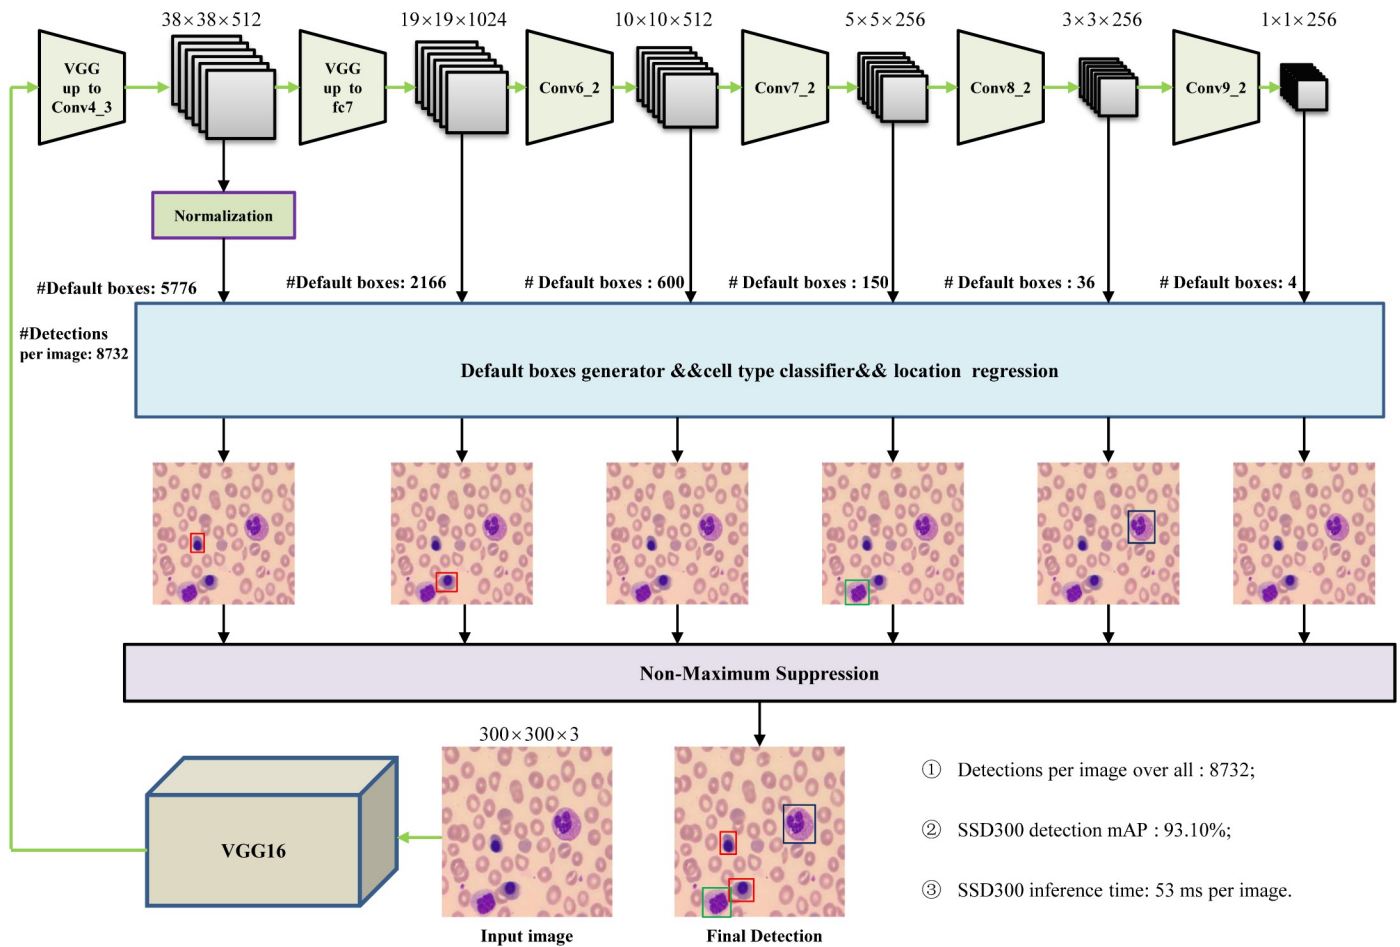 38×38×512
19×19×1024
10×10×512
5×5×256
3×3×256
1×1×256
VGG
up to
Conv4_3
VGG
up to
fc7
Conv6_2
Conv7_2
Conv8_2
Conv9_2
Normalization
#Default boxes: 5776
#Default boxes: 2166
# Default boxes : 600
# Default boxes : 150
# Default boxes : 36
# Default boxes: 4
#Detections
per image: 8732
Default boxes generator &&cell type classifier&& location regression
Non-Maximum Suppression
300×300×3
VGG16
Input image
Final Detection
① Detections per image over all : 8732;
② SSD300 detection mAP : 93.10%;
③ SSD300 inference time: 53 ms per image.